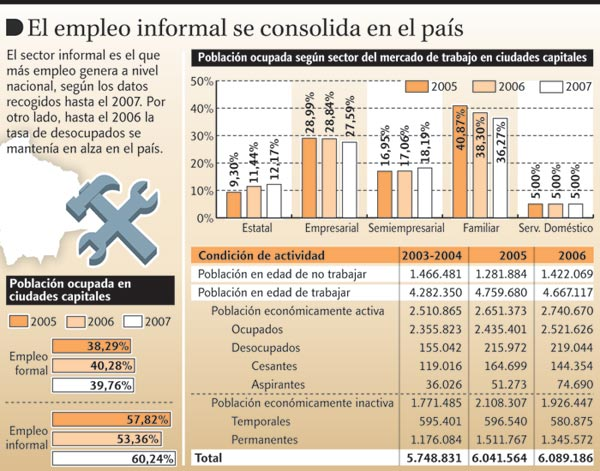 El empleo informal se consolida en el país
El sector informal es el que
más empleo genera a nivel
nacional, según los datos
recogidos hasta el 2007. Por
otro lado, hasta el 2006 la
tasa de desocupados se
mantenía en alza en el país.
Población ocupada según sector del mercado de trabajo en ciudades capitales
2005 2006 2007
50%
40%
30%
20%
10%
0%
9,30% 11,44% 12,17%
28,99% 28,84% 27,59%
16,95% 17,06% 18,19%
40,87% 38,30% 36,27%
5,00% 5,00% 5,00%
Estatal Empresarial Semiempresarial Familiar Serv. Doméstico
Población ocupada en
ciudades capitales
2005 2006 2007
Empleo
formal
38,29%
40,28%
39,76%
Empleo
informal
57,82%
53,36%
60,24%
Condición de actividad 2003-2004 2005 2006
Población en edad de no trabajar 1.466.481 1.281.884 1.422.069
Población en edad de trabajar 4.282.350 4.759.680 4.667.117
Población económicamente activa 2.510.865 2.651.373 2.740.670
Ocupados 2.355.823 2.435.401 2.521.626
Desocupados 155.042 215.972 219.044
Cesantes 119.016 164.699 144.354
Aspirantes 36.026 51.273 74.690
Población económicamente inactiva 1.771.485 2.108.307 1.926.447
Temporales 595.401 596.540 580.875
Permanentes 1.176.084 1.511.767 1.345.572
Total 5.748.831 6.041.564 6.089.186